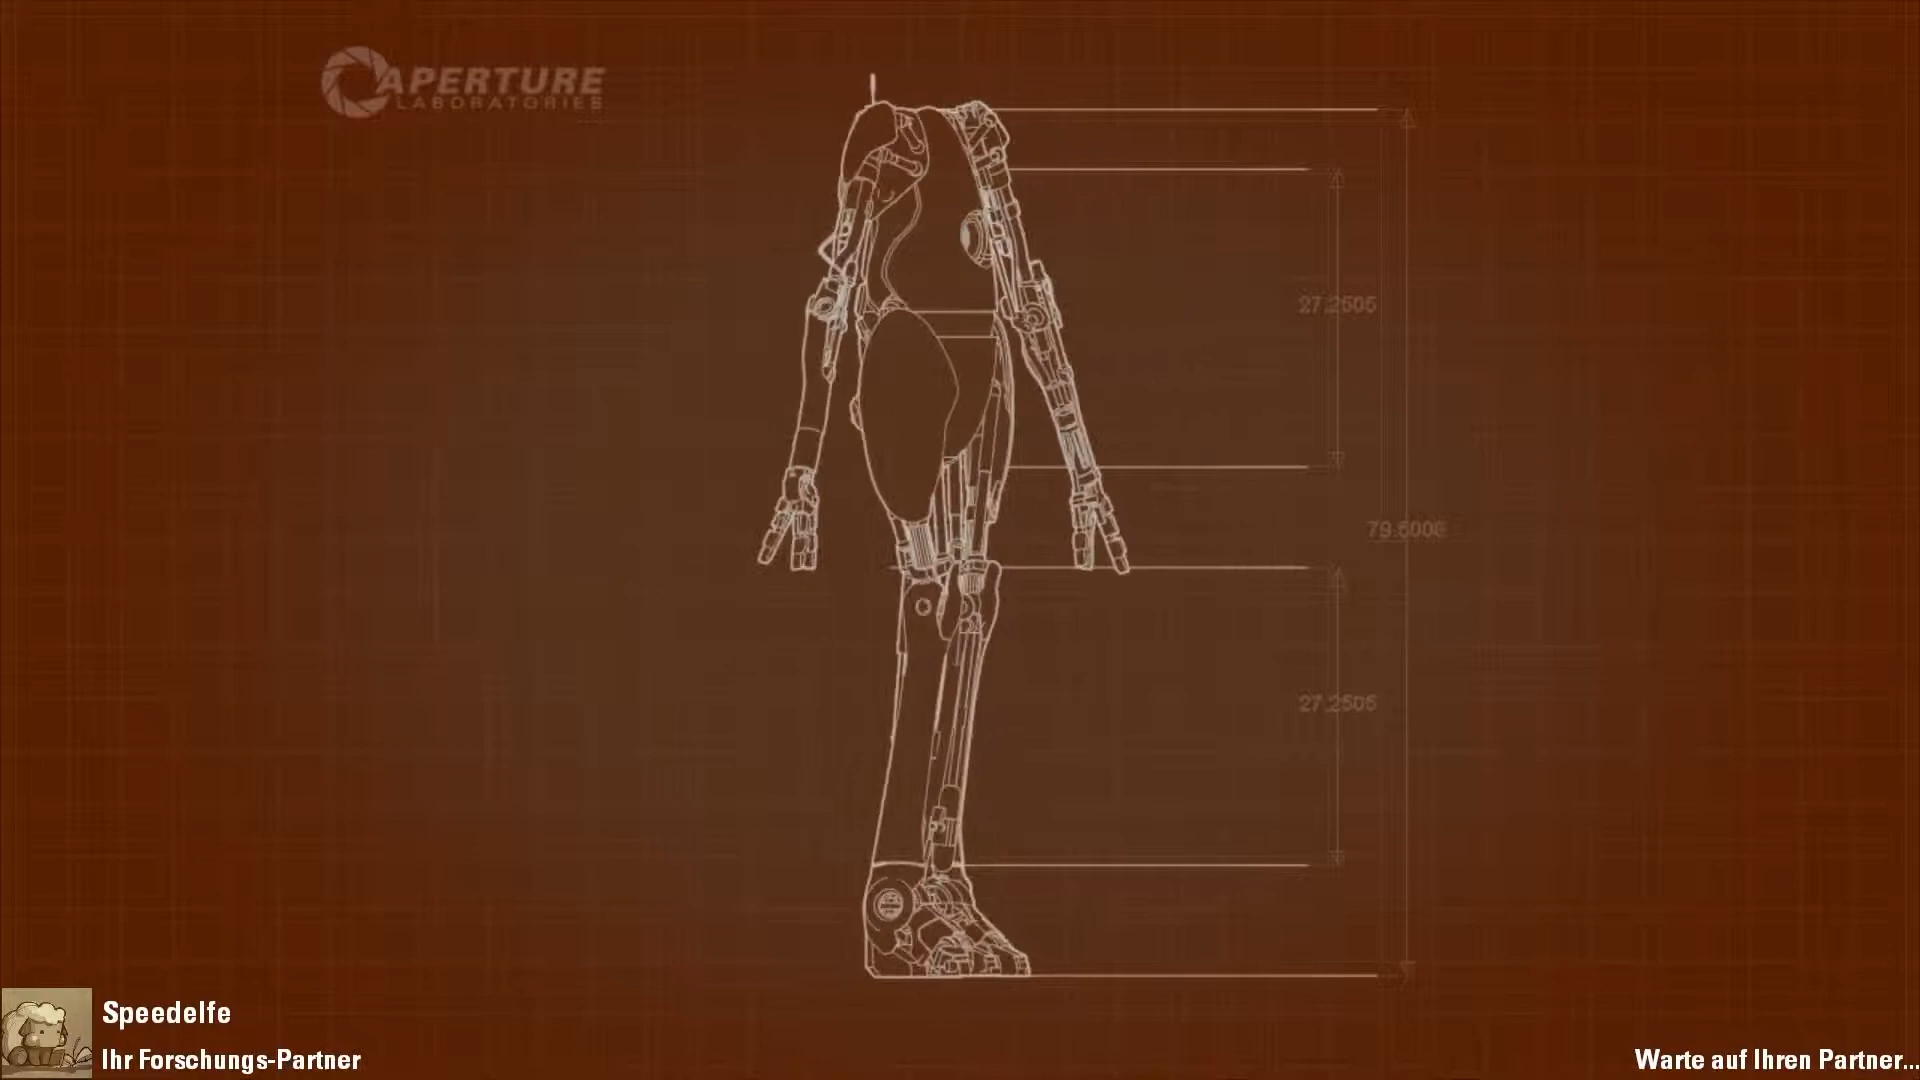 APERTURE
LABORATORIES
27.2505
79.5006
27.2505
Speedelfe
Ihr Forschungs-Partner
Warte auf Ihren Partner...